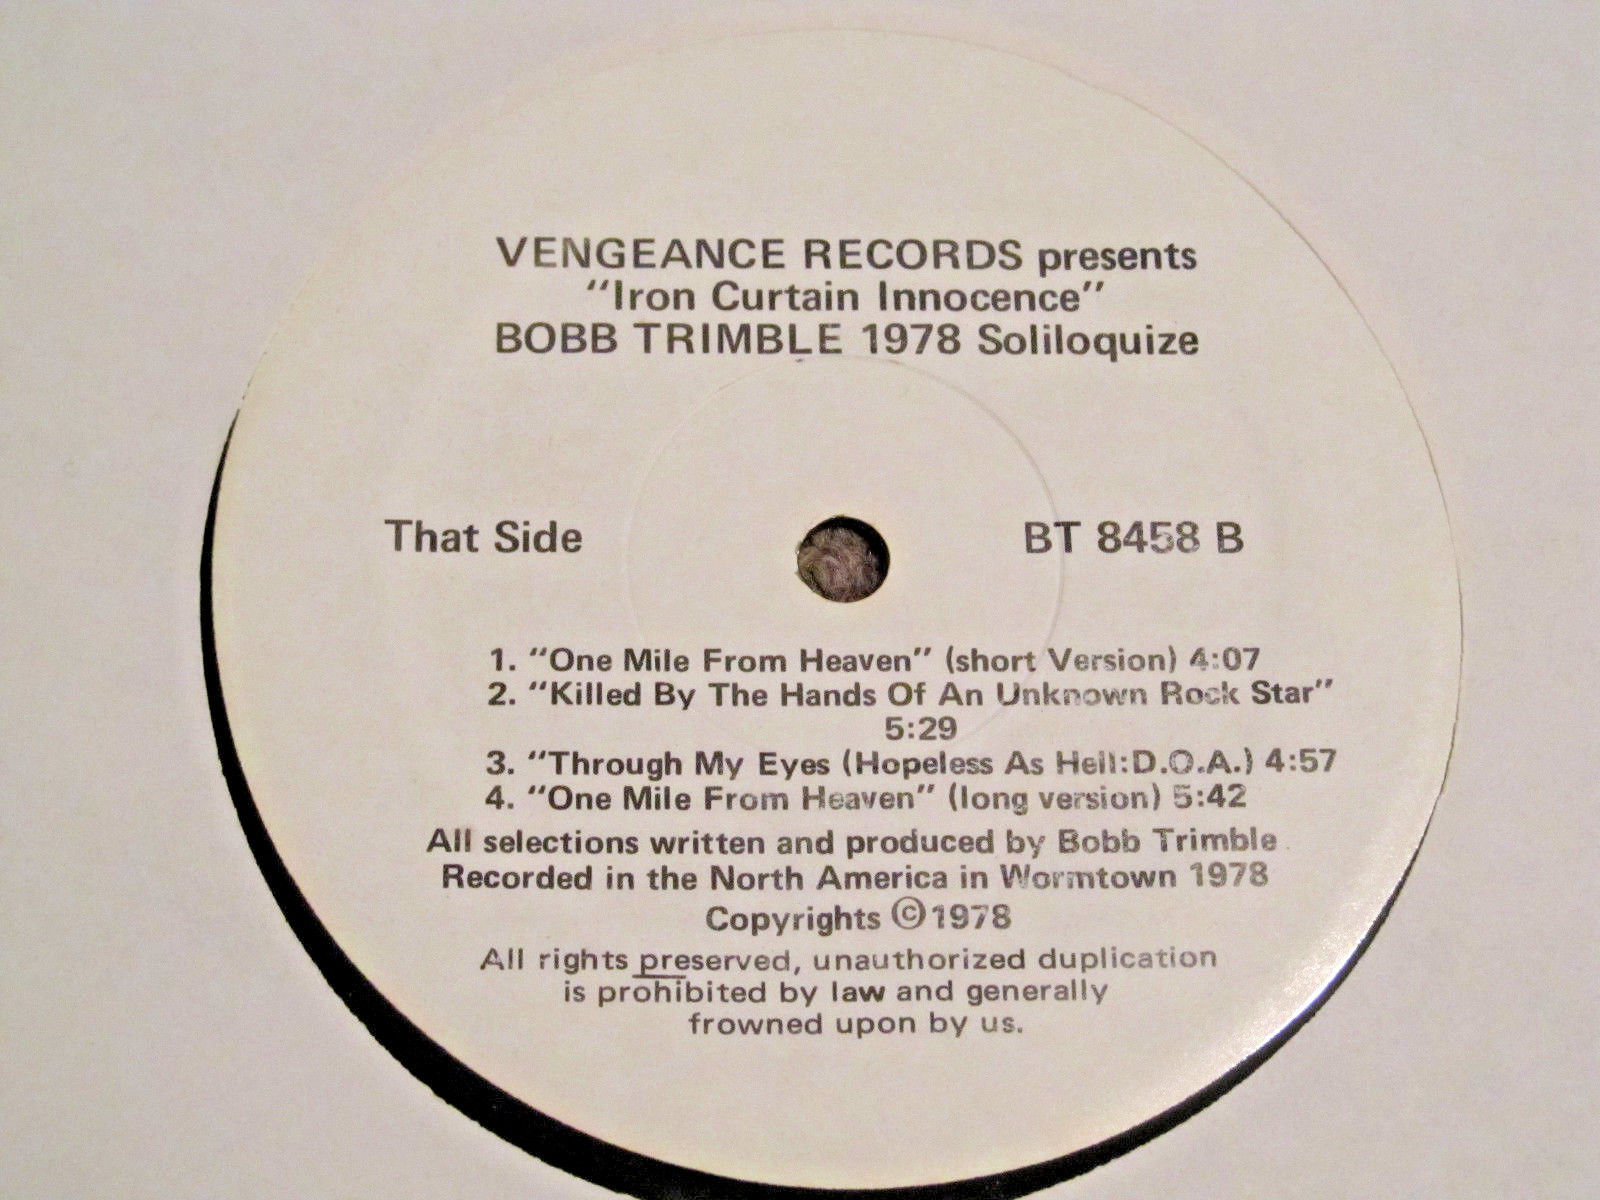 VENGEANCE RECORDS presents
"Iron Curtain Innocence"
BOBB TRIMBLE 1978 Soliloquize
That Side
BT 8458 B
1. "One Mile From Heaven" (short Version) 4:07
2. "Killed By The Hands Of An Unknown Rock Star"
5:29
3. "Through My Eyes (Hopeless As Hell:D.O.A.) 4:57
4. "One Mile From Heaven" (long version) 5:42
All selections written and produced by Bobb Trimble.
Recorded in the North America in Wormtown 1978
Copyrights ©1978
All rights preserved, unauthorized duplication
is prohibited by law and generally
frowned upon by us.